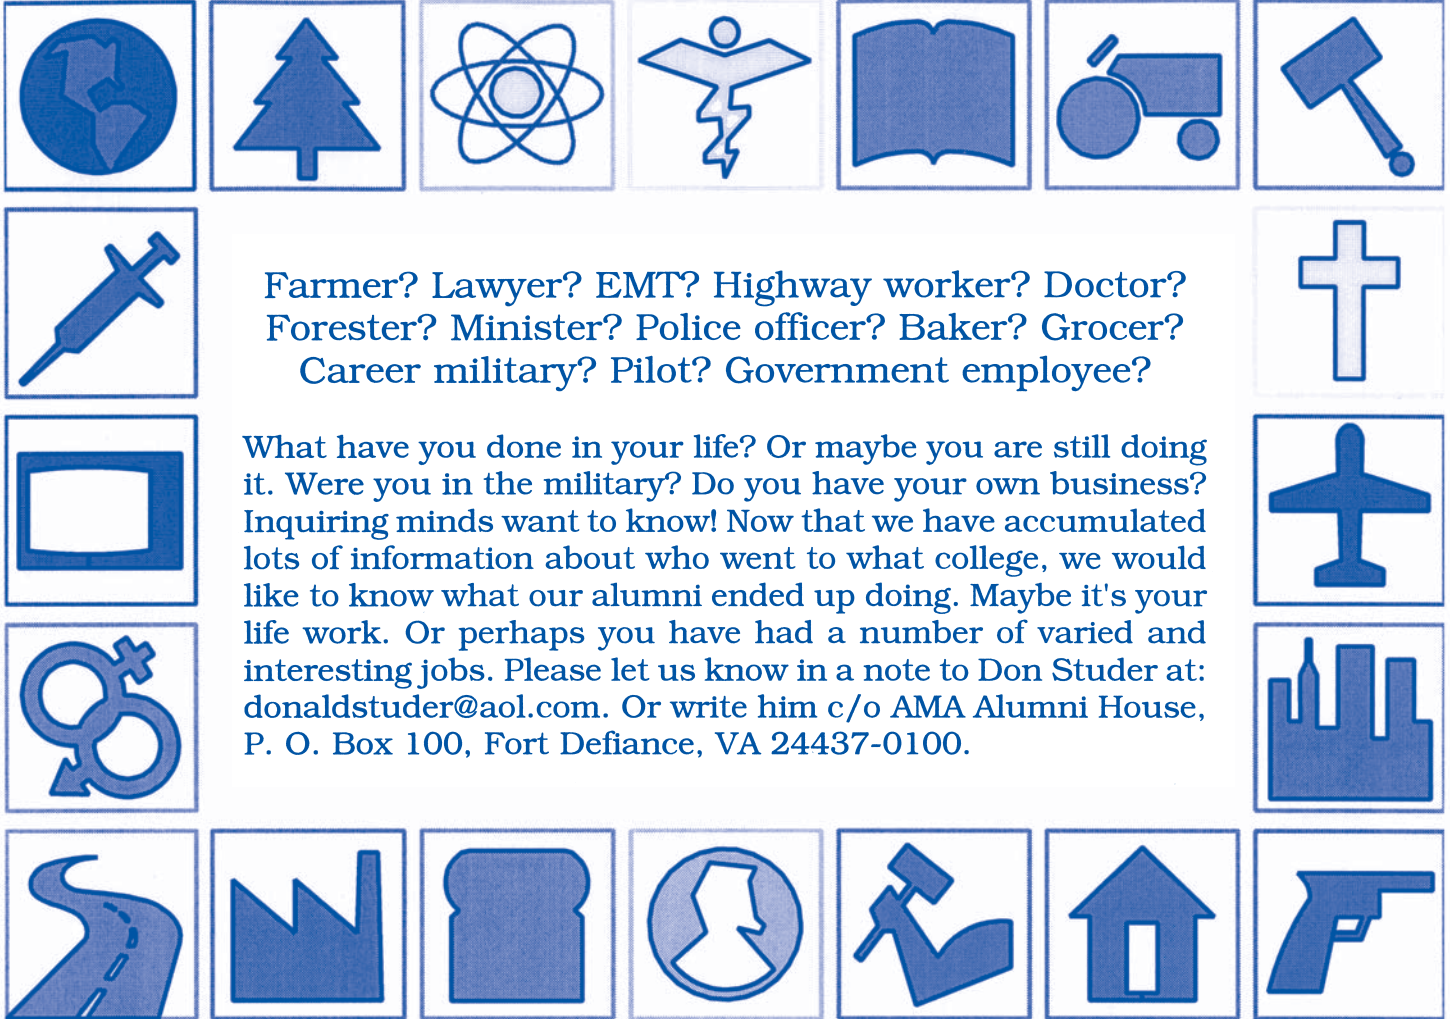 Farmer? Lawyer? EMT? Highway worker? Doctor?
Forester? Minister? Police officer? Baker? Grocer?
Career military? Pilot? Government employee?
What have you done in your life? Or maybe you are still doing
it. Were you in the military? Do you have your own business?
Inquiring minds want to know! Now that we have accumulated
lots of information about who went to what college, we would
like to know what our alumni ended up doing. Maybe it's your
life work. Or perhaps you have had a number of varied and
interesting jobs. Please let us know in a note to Don Studer at:
donaldstuder@aol.com. Or write him c/o AMA Alumni House,
P. O. Box 100, Fort Defiance, VA 24437-0100.